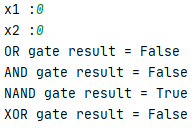 x1 :0
x2 :0
OR gate result = False
AND gate result = False
NAND gate result = True
XOR gate result = False